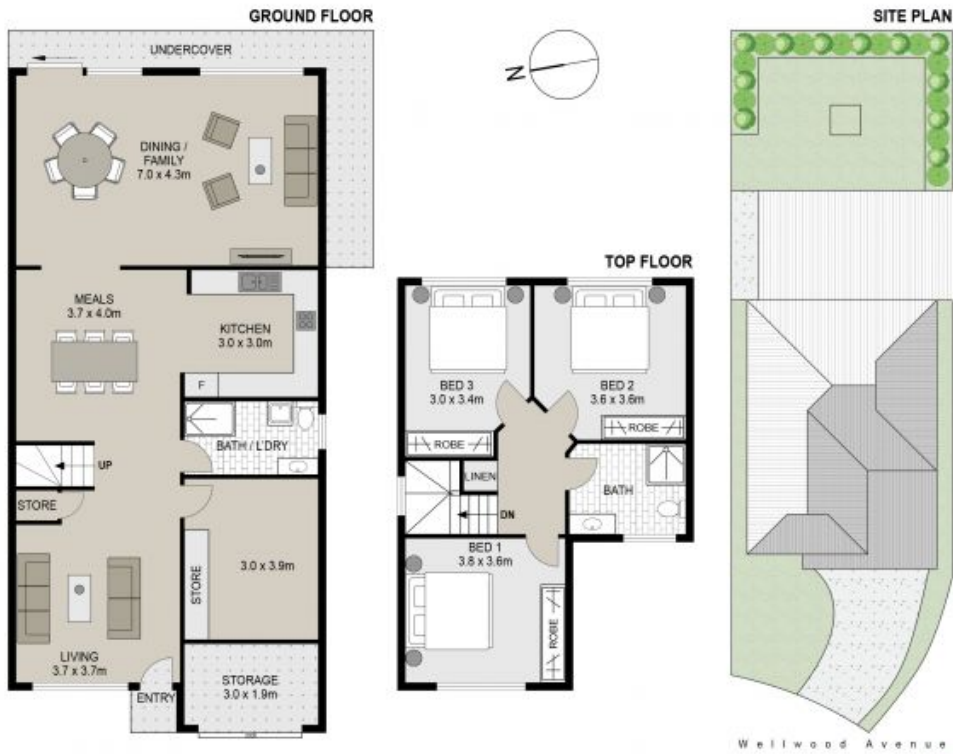 GROUND FLOOR
UNDERCOVER
DINING /
FAMILY
7.0 x 4.3m
MEALS
3.7 x 4.0m
KITCHEN
3.0 x 3.0m
F
BATH / L'DRY
UP
STORE
3.0 x 3.9m
STORE
LIVING
3.7 x 3.7m
ENTRY
STORAGE
3.0 x 1.9m
N
TOP FLOOR
BED 3
3.0 x 3.4m
BED 2
3.6 x 3.6m
ROBE
ROBE
LINEN
BATH
DN
BED 1
3.8 x 3.6m
ROBE
SITE PLAN
Wellwood Avenue